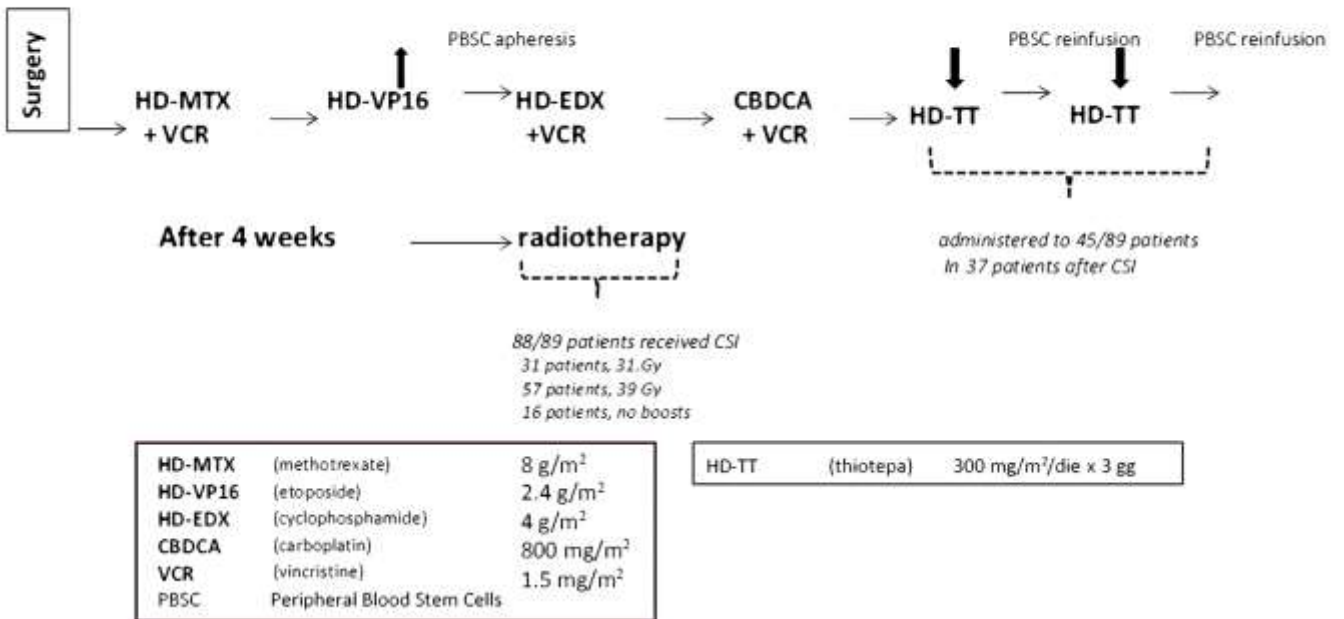 Surgery
PBSC apheresis
PBSC reinfusion
PBSC reinfusion
HD-MTX
+ VCR
HD-VP16
HD-EDX
+VCR
CBDCA
+ VCR
HD-TT
HD-TT
After 4 weeks
radiotherapy
administered to 45/89 patients
In 37 patients after CSI
88/89 patients received CSI
31 patients, 31.Gy
57 patients, 39 Gy
16 patients, no boosts
HD-MTX (methotrexate) 8 g/m²
HD-VP16 (etoposide) 2.4 g/m²
HD-EDX (cyclophosphamide) 4 g/m²
CBDCA (carboplatin) 800 mg/m²
VCR (vincristine) 1.5 mg/m²
PBSC Peripheral Blood Stem Cells
HD-TT (thiotepa) 300 mg/m²/die x 3 gg